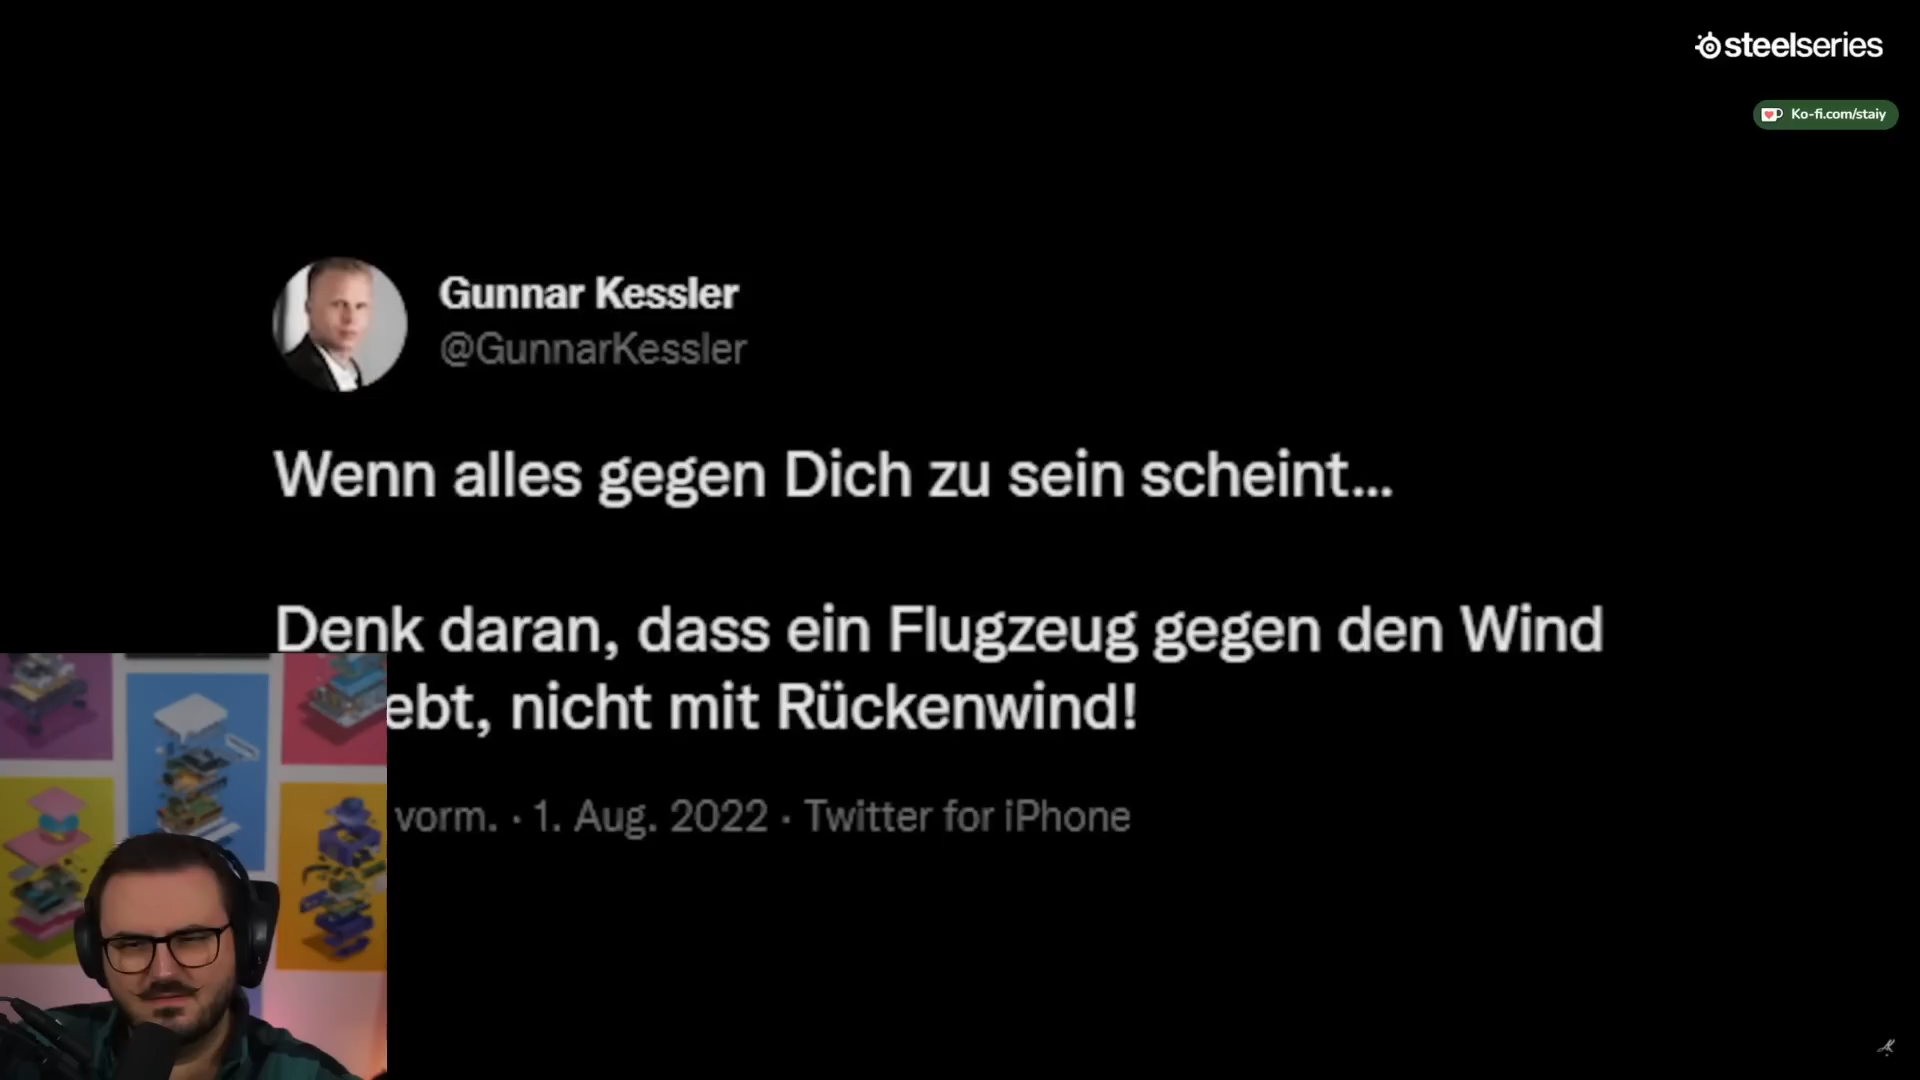 steelseries
Ko-fi.com/staiy
Gunnar Kessler
@GunnarKessler
Wenn alles gegen Dich zu sein scheint...
Denk daran, dass ein Flugzeug gegen den Wind
ebt, nicht mit Rückenwind!
vorm. · 1. Aug. 2022 · Twitter for iPhone